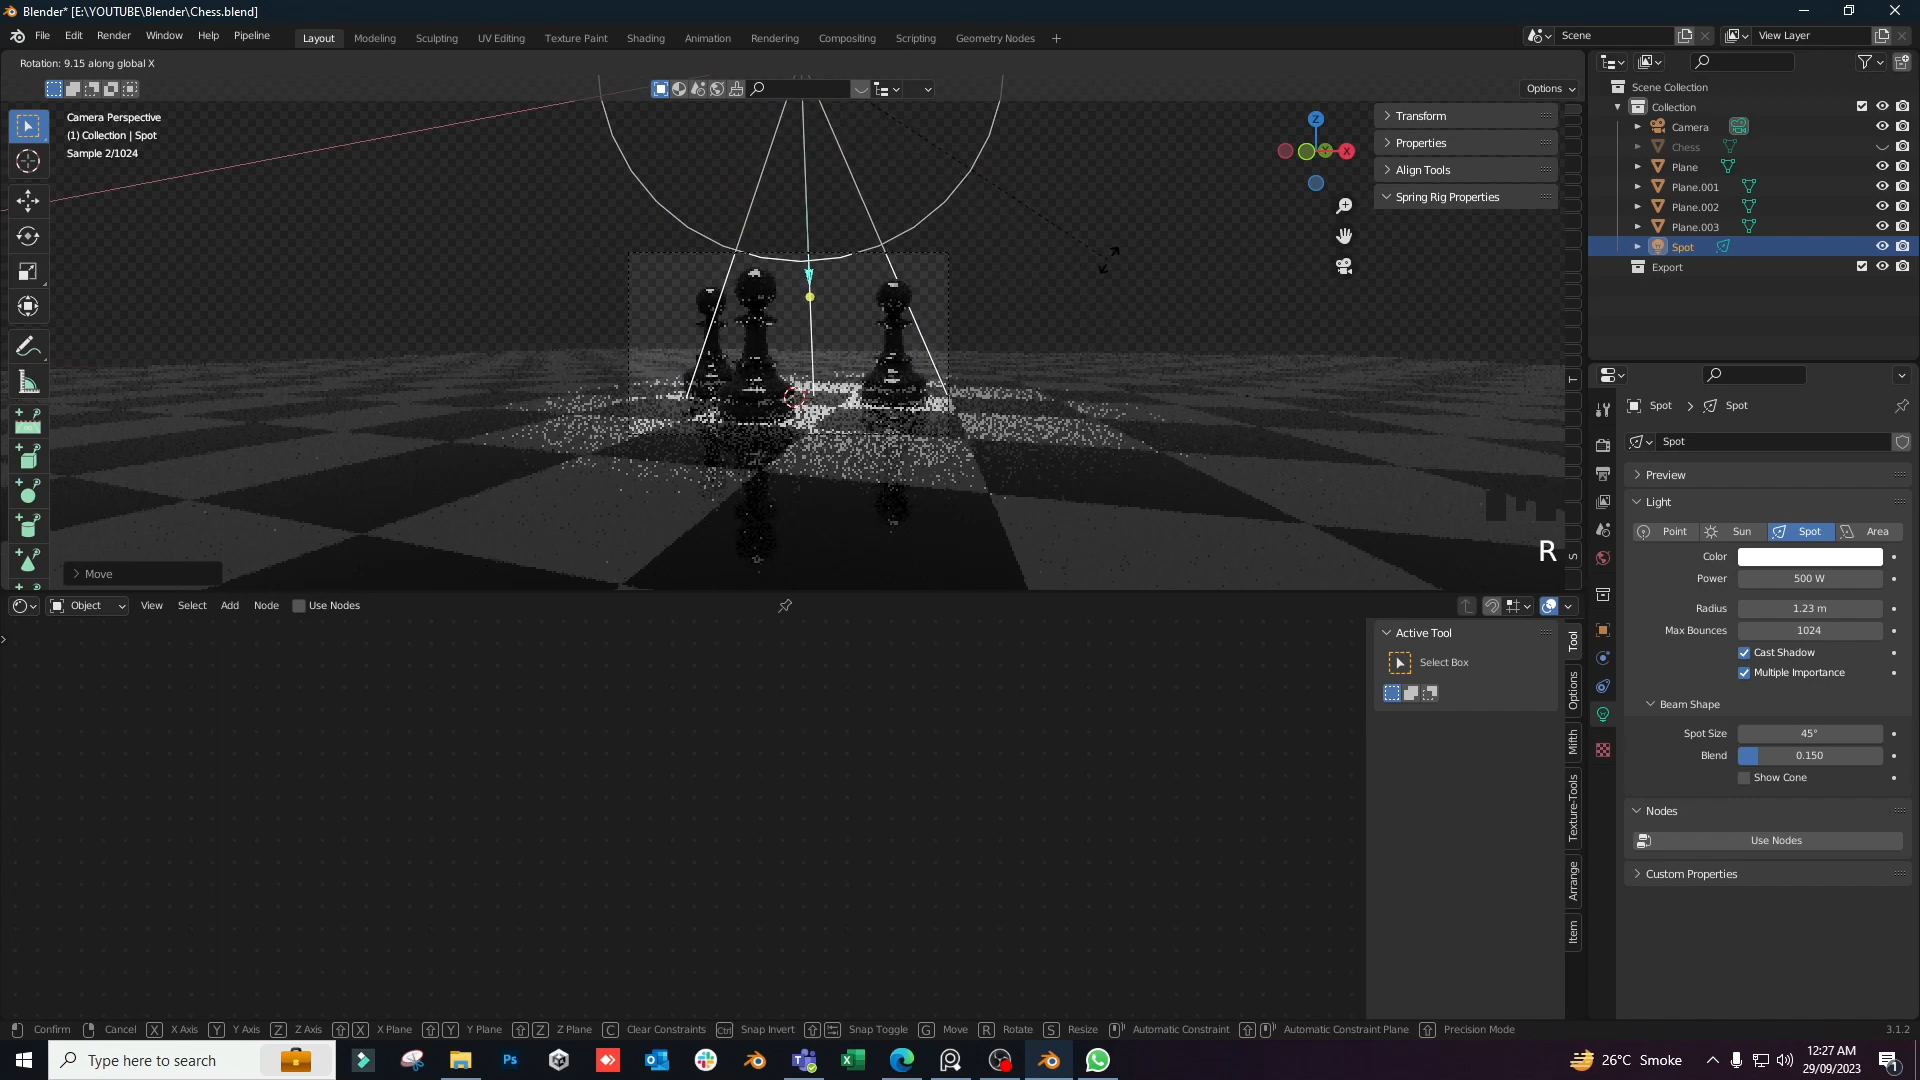 Blender* [E:\YOUTUBE\Blender\Chess.blend]
File Edit Render Window Help Pipeline
Layout Modeling Sculpting UV Editing Texture Paint Shading Animation Rendering Compositing Scripting Geometry Nodes
Scene
View Layer
Rotation: 9.15 along global X
Options
Camera Perspective
(1) Collection | Spot
Sample 2/1024
Transform
Properties
Align Tools
Spring Rig Properties
Z
X
T
S
R
Move
Scene Collection
Collection
Camera
Chess
Plane
Plane.001
Plane.002
Plane.003
Spot
Export
Object View Select Add Node Use Nodes
Active Tool
Select Box
Tool
Options
Mifth
Texture-Tools
Arrange
Item
Spot Spot
Spot
Preview
Light
Point Sun Spot Area
Color
Power 500 W
Radius 1.23 m
Max Bounces 1024
Cast Shadow
Multiple Importance
Beam Shape
Spot Size 45°
Blend 0.150
Show Cone
Nodes
Use Nodes
Custom Properties
Confirm Cancel X X Axis Y Y Axis Z Z Axis X X Plane Y Y Plane Z Z Plane C Clear Constraints Ctrl Snap Invert Snap Toggle G Move R Rotate S Resize Automatic Constraint Automatic Constraint Plane Precision Mode 3.1.2
Type here to search
Ps
26°C Smoke
12:27 AM
29/09/2023
1